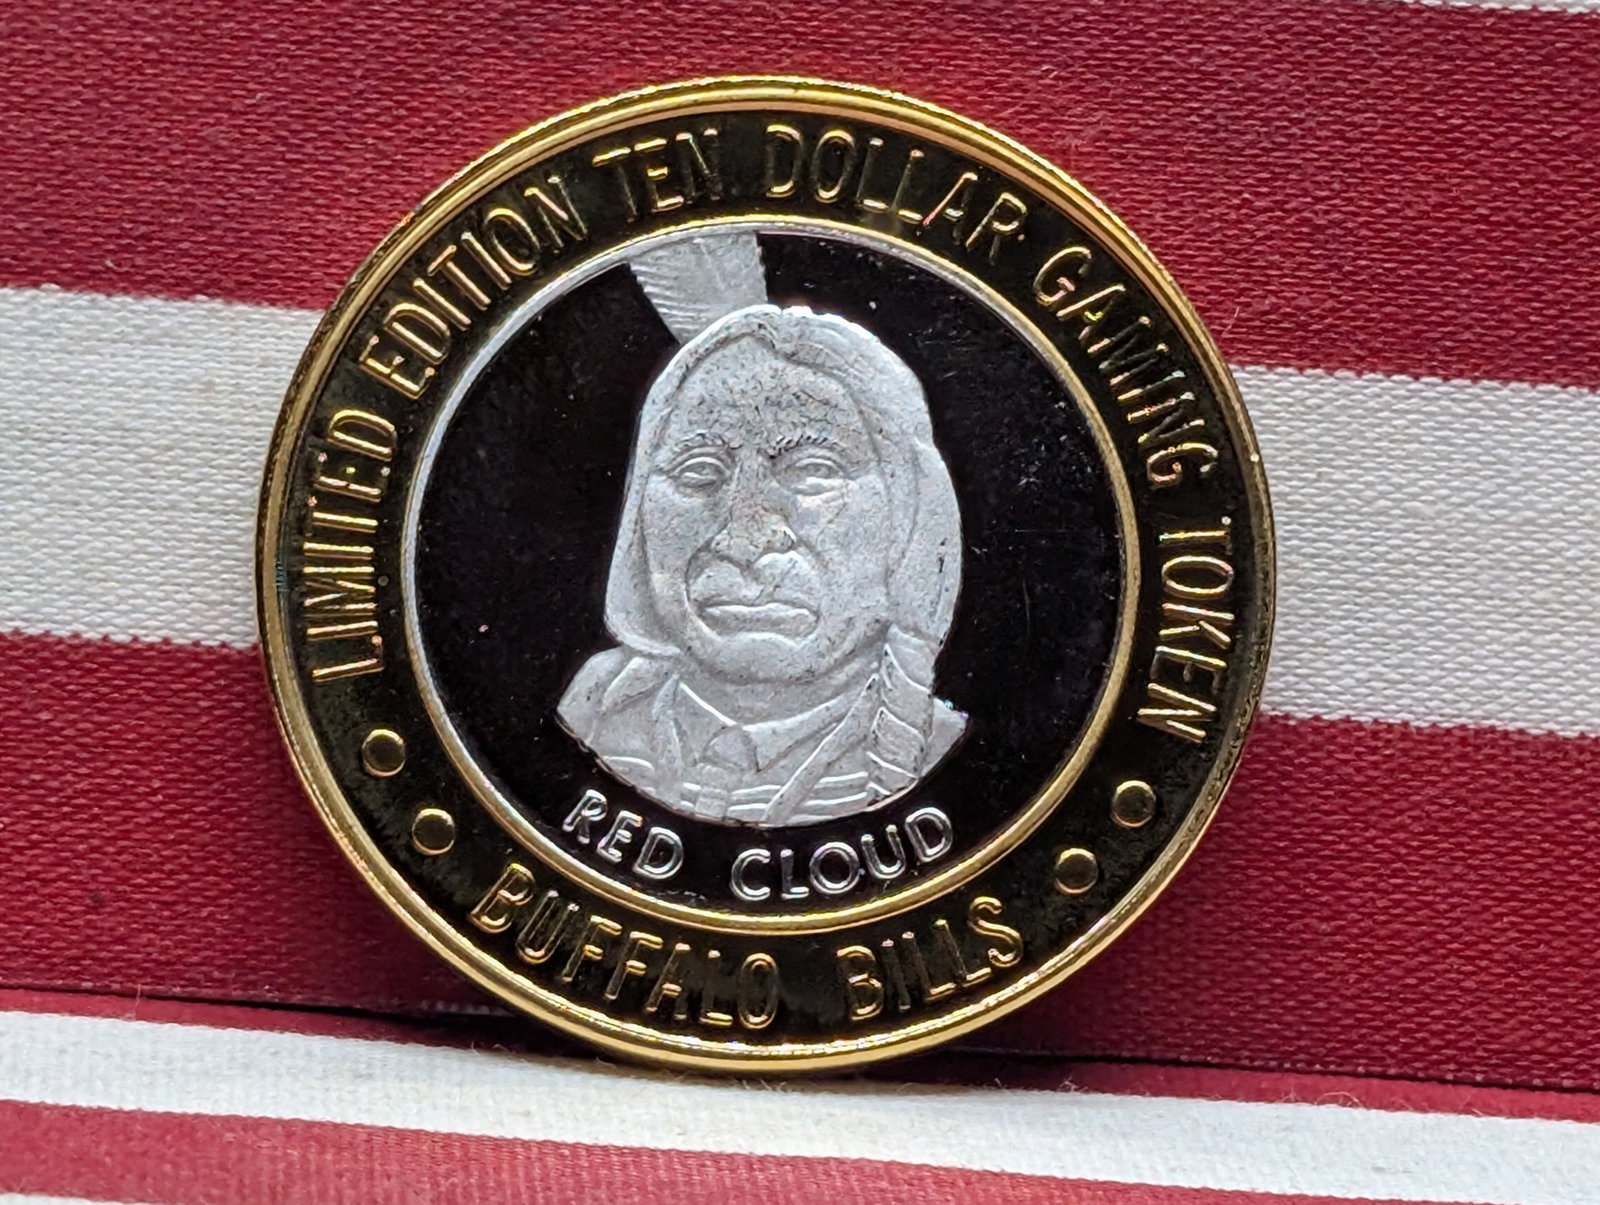 LIMITED EDITION TEN DOLLAR GAMING TOKEN
RED CLOUD
BUFFALO BILLS